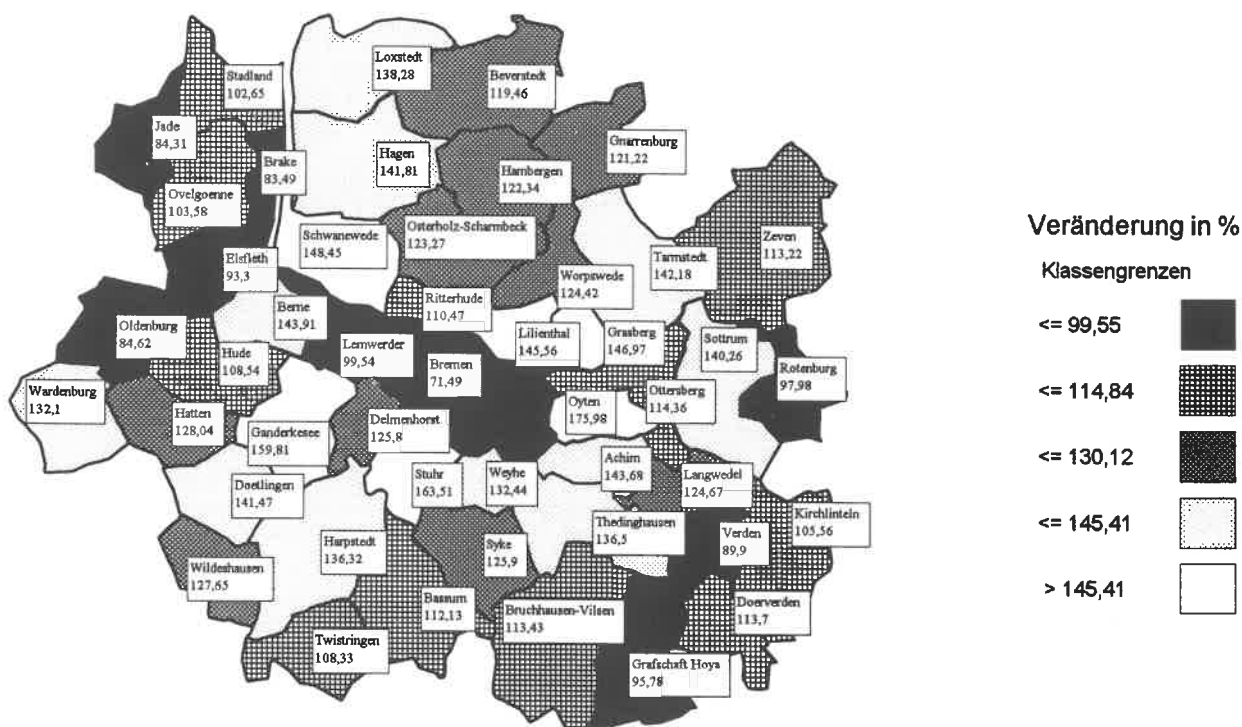 Loxstedt
138,28
Beverstedt
119,46
Stadland
102,65
Jade
84,31
Gnarrenburg
121,22
Brake
83,49
Hagen
141,81
Hambergen
122,34
Ovelgoenne
103,58
Schwanewede
148,45
Osterholz-Scharmbeck
123,27
Zeven
113,22
Tarmstedt
142,18
Elsfleth
93,3
Worpswede
124,42
Berne
143,91
Ritterhude
110,47
Oldenburg
84,62
Lilienthal
145,56
Grasberg
146,97
Sottrum
140,26
Hude
108,54
Lemwerder
99,54
Bremen
71,49
Rotenburg
97,98
Wardenburg
132,1
Ottersberg
114,36
Oyten
175,98
Hatten
128,04
Delmenhorst
125,8
Ganderkesee
159,81
Achim
143,68
Stuhr
163,51
Weyhe
132,44
Langwedel
124,67
Doetlingen
141,47
Kirchlinteln
105,56
Thedinghausen
136,5
Verden
89,9
Harpstedt
136,32
Syke
125,9
Wildeshausen
127,65
Bassum
112,13
Bruchhausen-Vilsen
113,43
Doerverden
113,7
Twistringen
108,33
Grafschaft Hoya
95,78
Veränderung in %
Klassengrenzen
<= 99,55
<= 114,84
<= 130,12
<= 145,41
> 145,41